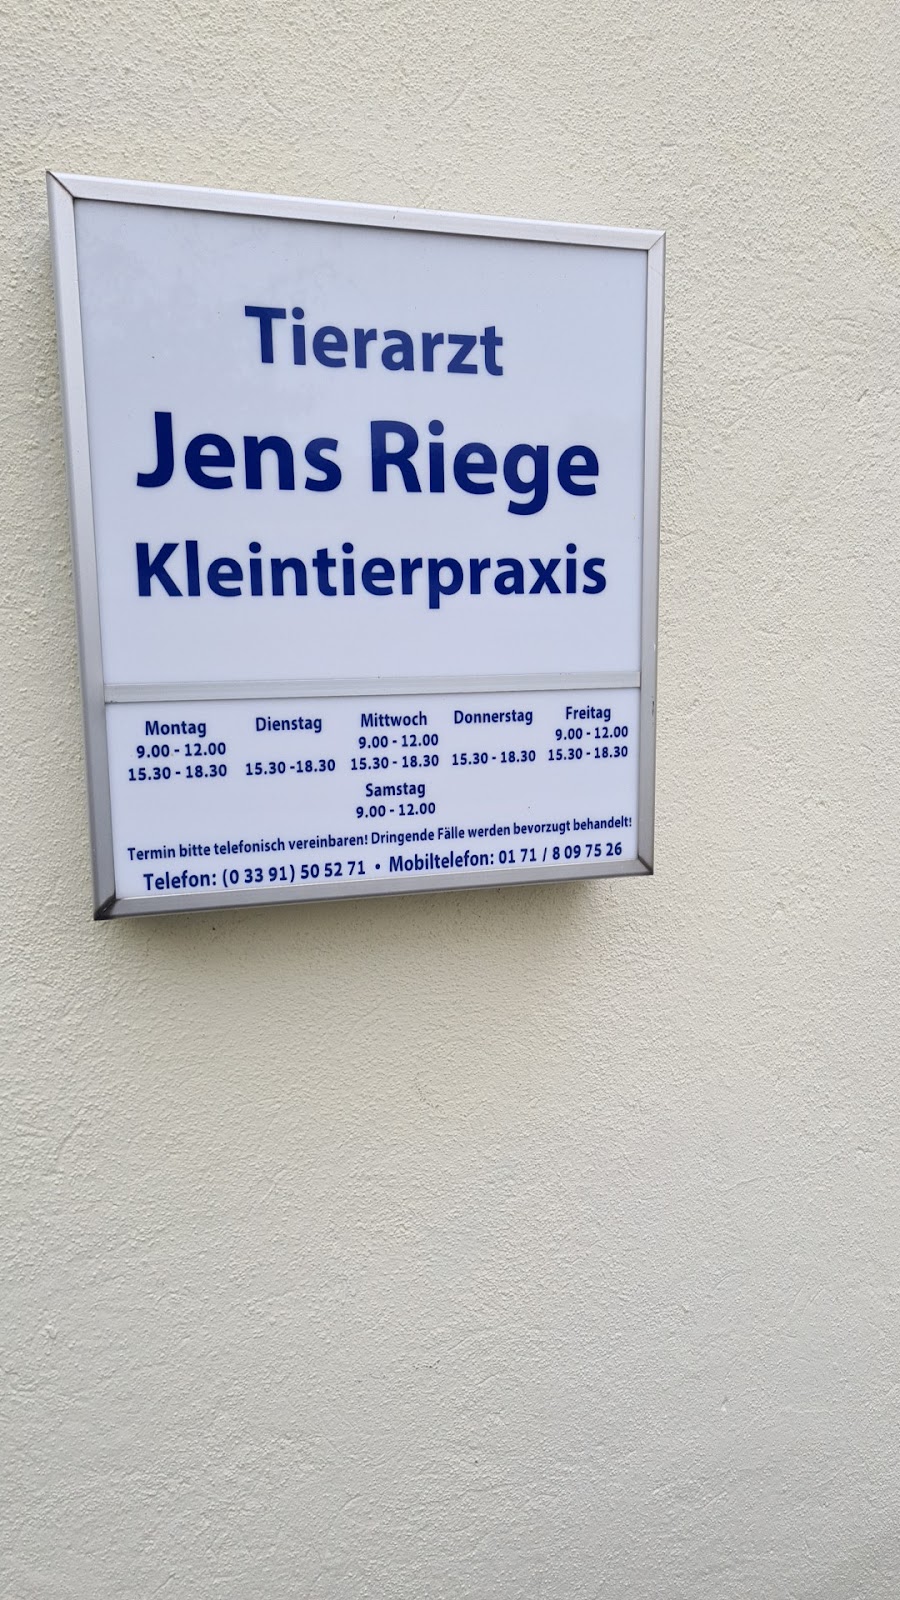 Tierarzt
Jens Riege
Kleintierpraxis
Montag Dienstag Mittwoch Donnerstag Freitag
9.00 - 12.00 9.00 - 12.00 9.00 - 12.00
15.30 - 18.30 15.30 -18.30 15.30 - 18.30 15.30 - 18.30 15.30 - 18.30
Samstag
9.00 - 12.00
Termin bitte telefonisch vereinbaren! Dringende Fälle werden bevorzugt behandelt!
Telefon: (0 33 91) 50 52 71 • Mobiltelefon: 01 71 / 8 09 75 26